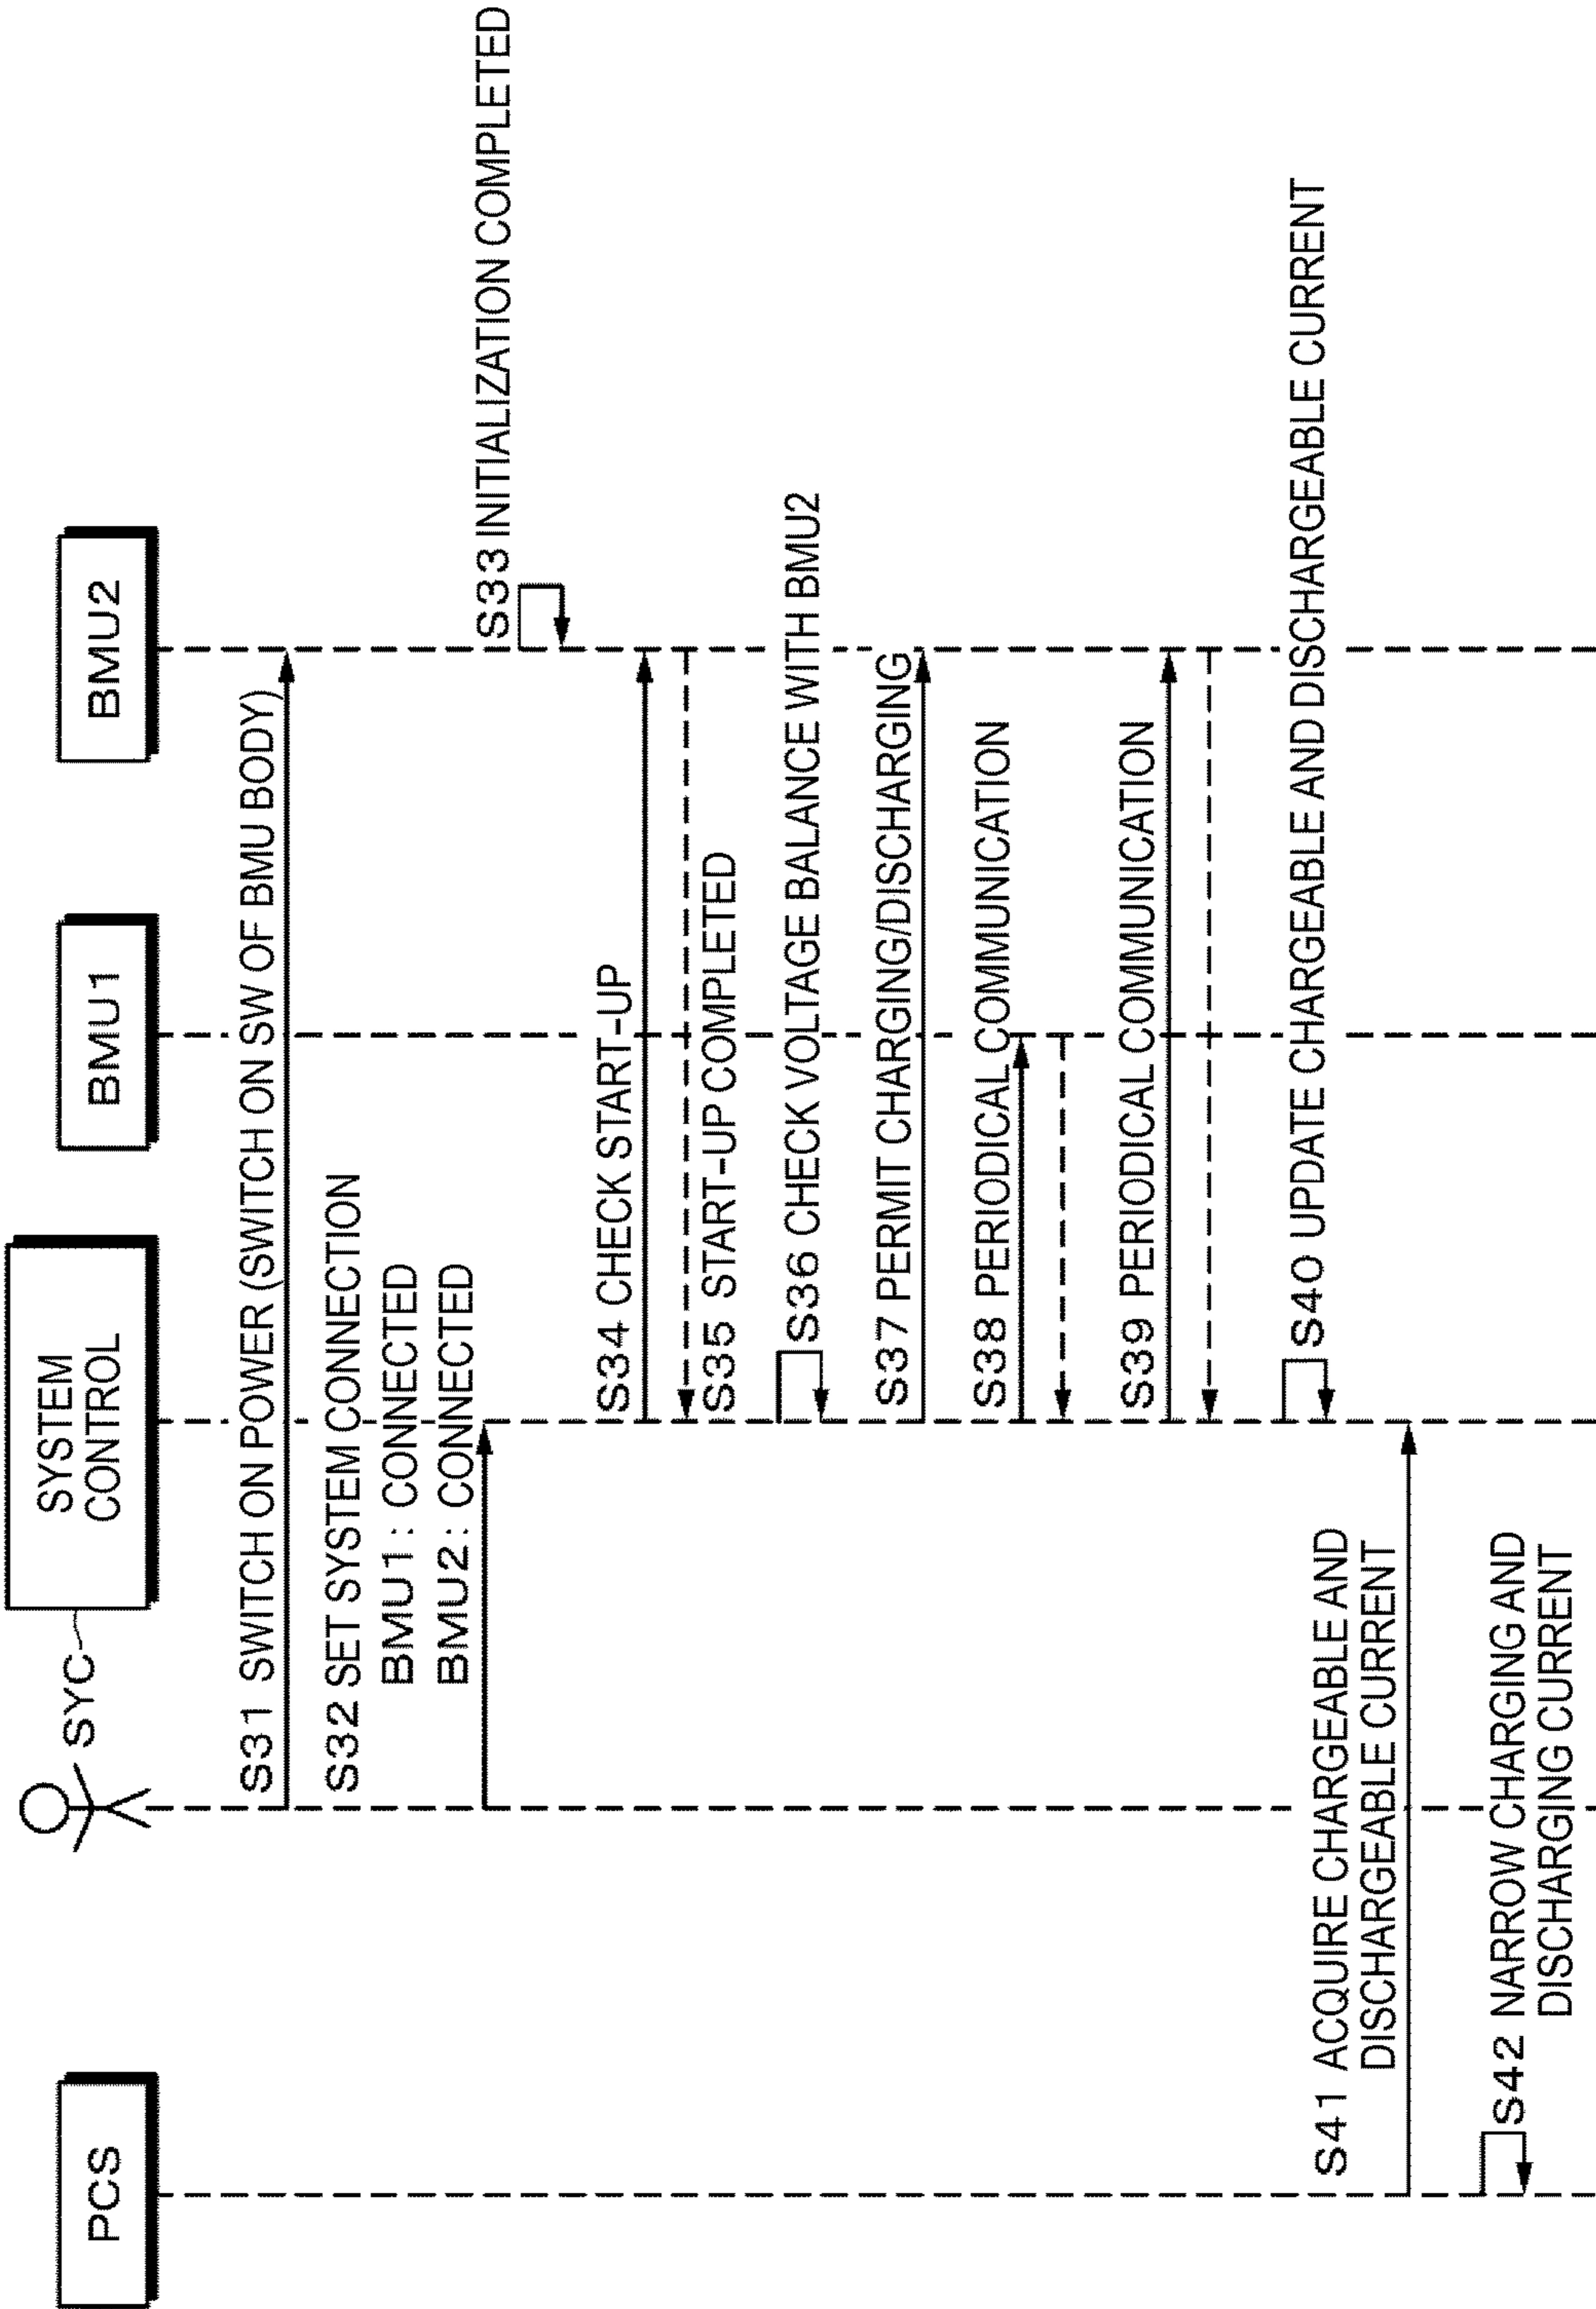 PCS
SYC
SYSTEM
CONTROL
BMU1
BMU2
S31 SWITCH ON POWER (SWITCH ON SW OF BMU BODY)
S32 SET SYSTEM CONNECTION
BMU1: CONNECTED
BMU2: CONNECTED
S33 INITIALIZATION COMPLETED
S34 CHECK START-UP
S35 START-UP COMPLETED
S36 CHECK VOLTAGE BALANCE WITH BMU2
S37 PERMIT CHARGING/DISCHARGING
S38 PERIODICAL COMMUNICATION
S39 PERIODICAL COMMUNICATION
S40 UPDATE CHARGEABLE AND DISCHARGEABLE CURRENT
S41 ACQUIRE CHARGEABLE AND
DISCHARGEABLE CURRENT
S42 NARROW CHARGING AND
DISCHARGING CURRENT